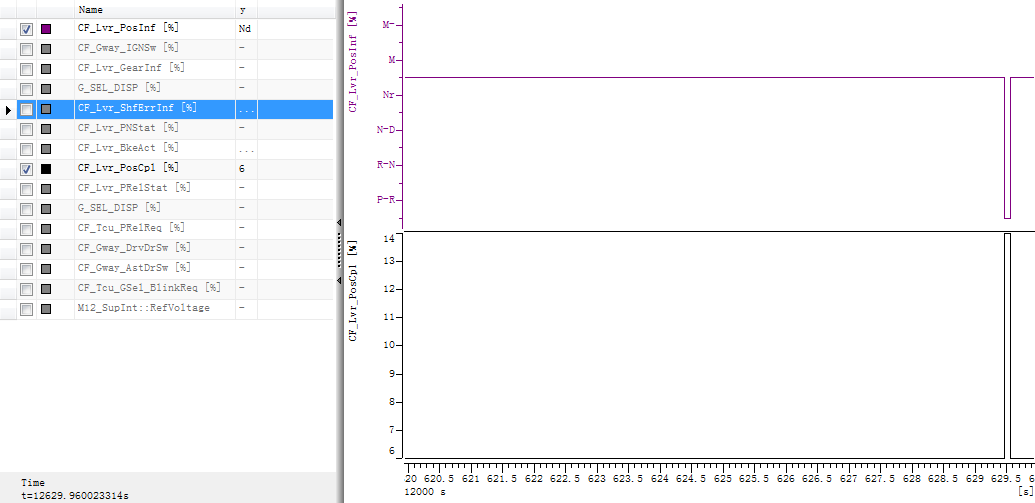 Name y
CF_Lvr_PosInf [%] Nd
CF_Gway_IGNSw [%] -
CF_Lvr_GearInf [%] -
G_SEL_DISP [%] -
CF_Lvr_ShfErrInf [%] ...
CF_Lvr_PNStat [%] -
CF_Lvr_BkeAct [%] ...
CF_Lvr_PosCpl [%] 6
CF_Lvr_PRelStat [%] -
G_SEL_DISP [%] -
CF_Tcu_PRelReq [%] -
CF_Gway_DrvDrSw [%] -
CF_Gway_AstDrSw [%] -
CF_Tcu_GSel_BlinkReq [%] -
M12_SupInt::RefVoltage -
Time
t=12629.960023314s
CF_Lvr_PosInf [%]
M-
M
Nr
N-D
R-N
P-R
CF_Lvr_PosCpl [%]
14
13
12
11
10
9
8
7
6
20 620.5 621 621.5 622 622.5 623 623.5 624 624.5 625 625.5 626 626.5 627 627.5 628 628.5 629 629.5 6
12000 s [s]